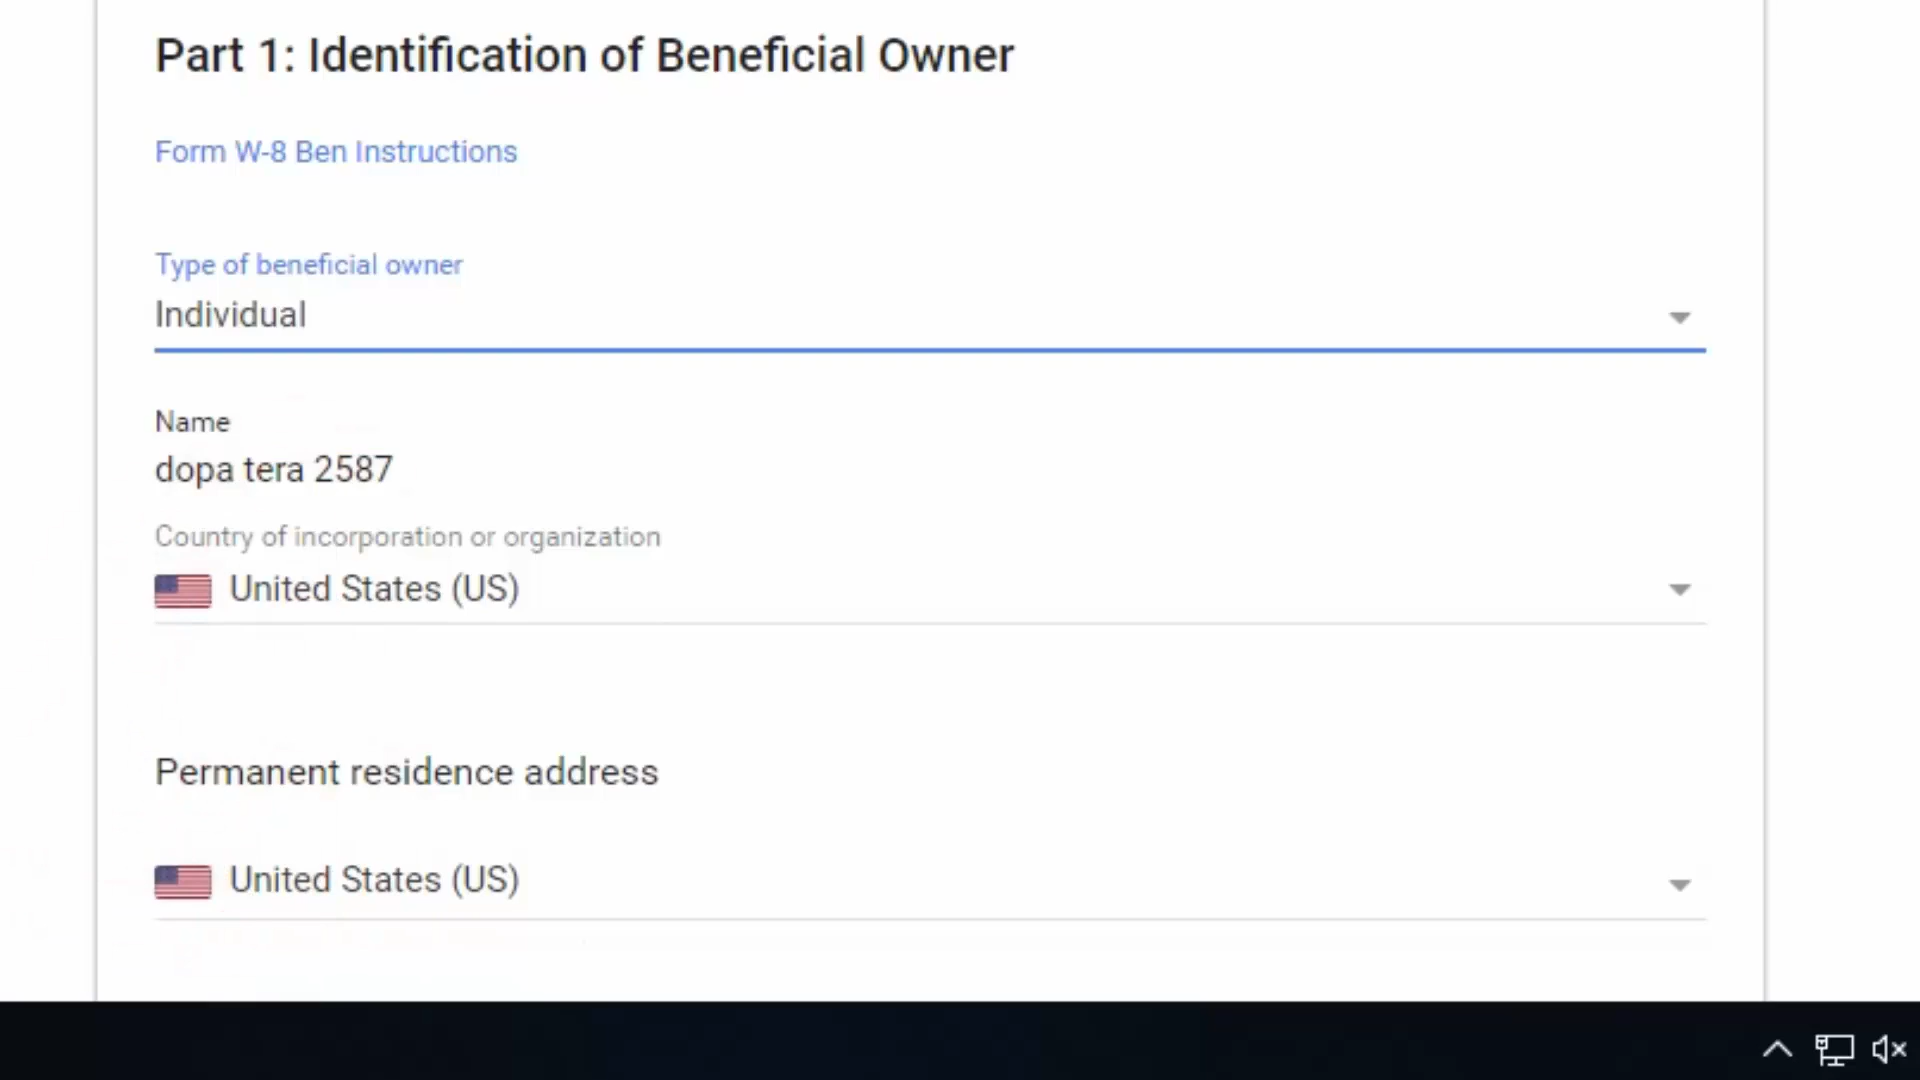 Part 1: Identification of Beneficial Owner
Form W-8 Ben Instructions
Type of beneficial owner
Individual
Name
dopa tera 2587
Country of incorporation or organization
United States (US)
Permanent residence address
United States (US)